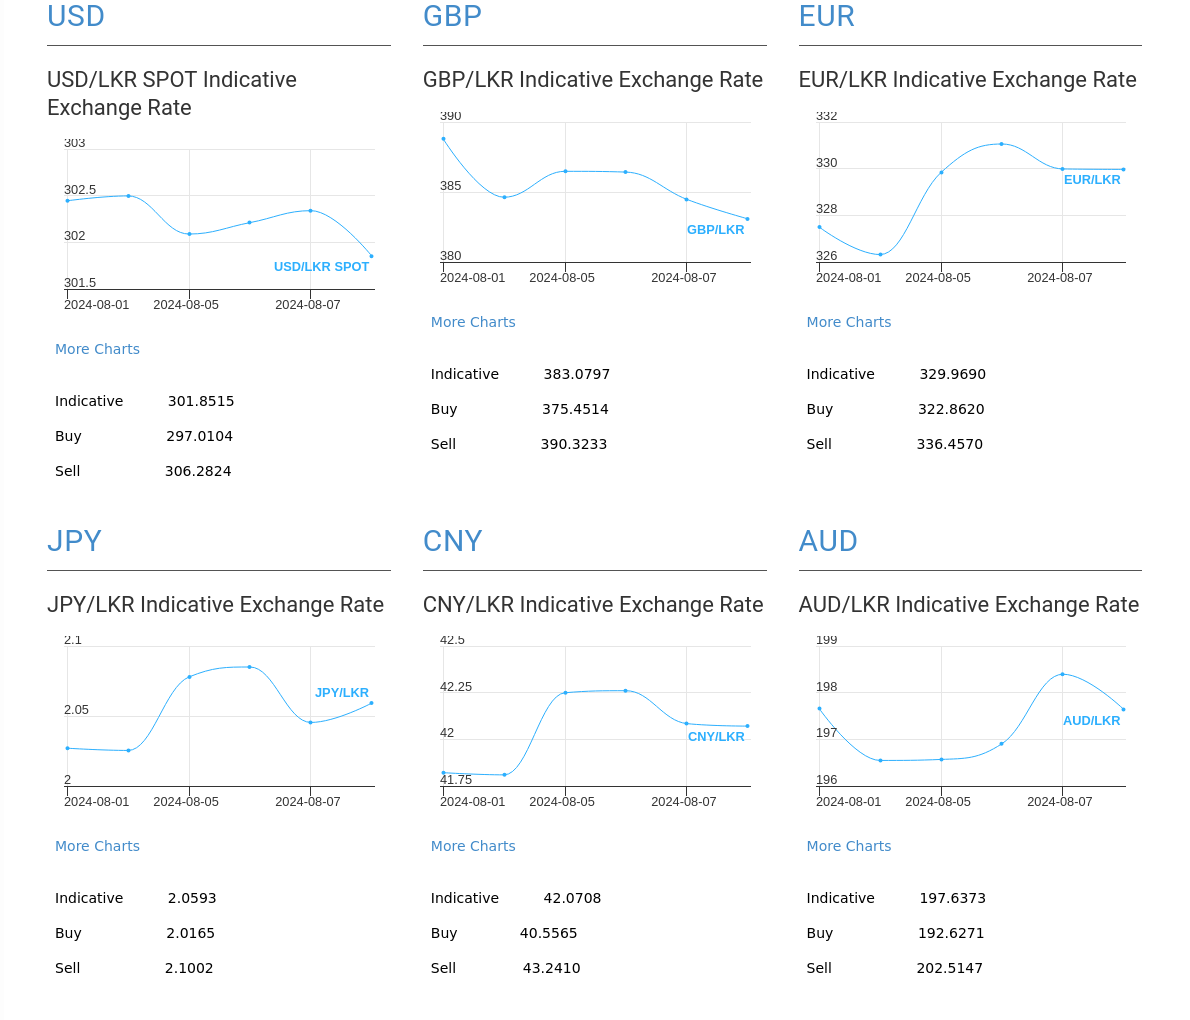 USD
USD/LKR SPOT Indicative
Exchange Rate
303
302.5
302
301.5
USD/LKR SPOT
2024-08-01 2024-08-05 2024-08-07
More Charts
Indicative 301.8515
Buy 297.0104
Sell 306.2824
GBP
GBP/LKR Indicative Exchange Rate
390
385
380
GBP/LKR
2024-08-01 2024-08-05 2024-08-07
More Charts
Indicative 383.0797
Buy 375.4514
Sell 390.3233
EUR
EUR/LKR Indicative Exchange Rate
332
330
328
326
EUR/LKR
2024-08-01 2024-08-05 2024-08-07
More Charts
Indicative 329.9690
Buy 322.8620
Sell 336.4570
JPY
JPY/LKR Indicative Exchange Rate
2.1
2.05
2
JPY/LKR
2024-08-01 2024-08-05 2024-08-07
More Charts
Indicative 2.0593
Buy 2.0165
Sell 2.1002
CNY
CNY/LKR Indicative Exchange Rate
42.5
42.25
42
41.75
CNY/LKR
2024-08-01 2024-08-05 2024-08-07
More Charts
Indicative 42.0708
Buy 40.5565
Sell 43.2410
AUD
AUD/LKR Indicative Exchange Rate
199
198
197
196
AUD/LKR
2024-08-01 2024-08-05 2024-08-07
More Charts
Indicative 197.6373
Buy 192.6271
Sell 202.5147